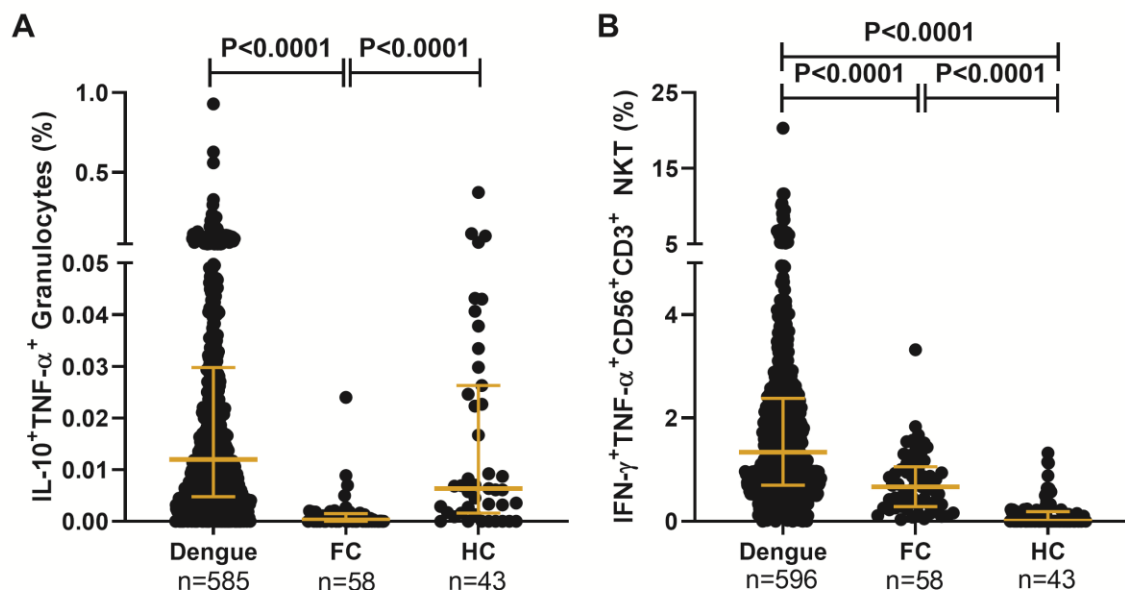 A
P<0.0001 P<0.0001
IL-10⁺TNF-α⁺ Granulocytes (%)
1.0
0.5
0.05
0.04
0.03
0.02
0.01
0.00
Dengue FC HC
n=585 n=58 n=43
B
P<0.0001
P<0.0001 P<0.0001
IFN-γ⁺TNF-α⁺CD56⁺CD3⁺ NKT (%)
25
15
5
4
2
0
Dengue FC HC
n=596 n=58 n=43